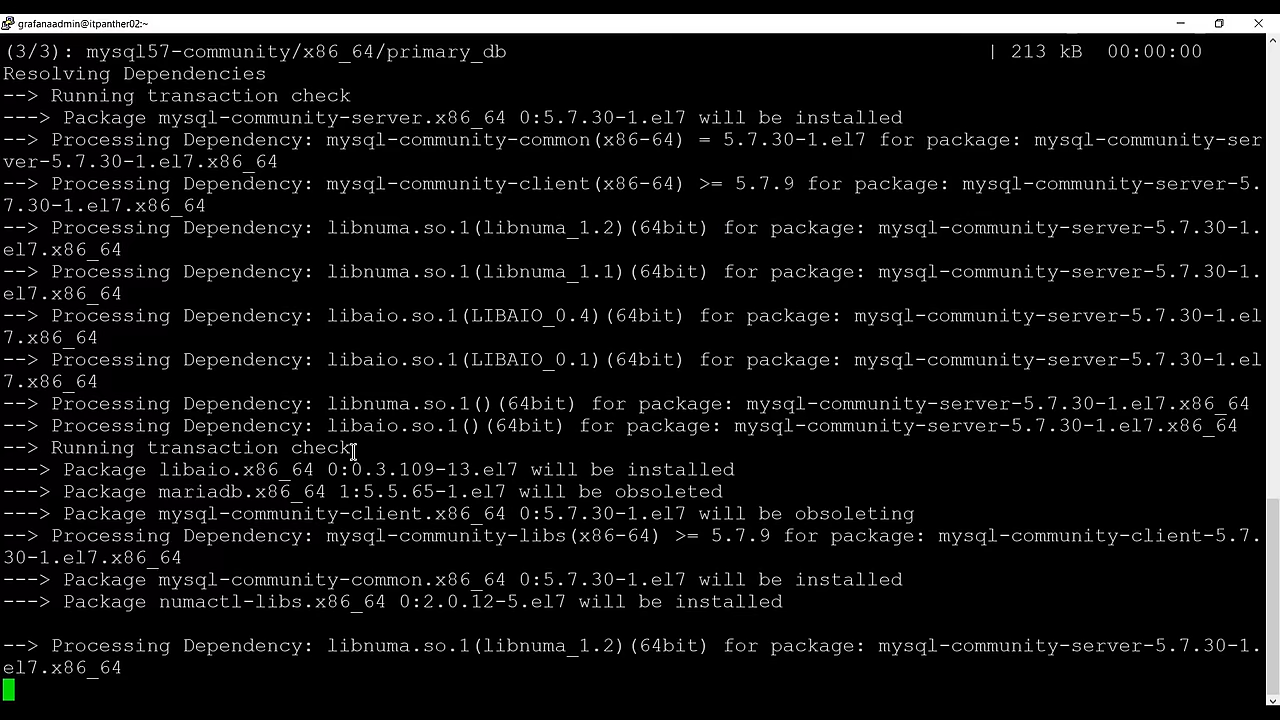 grafanaadmin@itpanther02:~
(3/3): mysql57-community/x86_64/primary_db | 213 kB 00:00:00
Resolving Dependencies
--> Running transaction check
---> Package mysql-community-server.x86_64 0:5.7.30-1.el7 will be installed
--> Processing Dependency: mysql-community-common(x86-64) = 5.7.30-1.el7 for package: mysql-community-ser
ver-5.7.30-1.el7.x86_64
--> Processing Dependency: mysql-community-client(x86-64) >= 5.7.9 for package: mysql-community-server-5.
7.30-1.el7.x86_64
--> Processing Dependency: libnuma.so.1(libnuma_1.2)(64bit) for package: mysql-community-server-5.7.30-1.
el7.x86_64
--> Processing Dependency: libnuma.so.1(libnuma_1.1)(64bit) for package: mysql-community-server-5.7.30-1.
el7.x86_64
--> Processing Dependency: libaio.so.1(LIBAIO_0.4)(64bit) for package: mysql-community-server-5.7.30-1.el
7.x86_64
--> Processing Dependency: libaio.so.1(LIBAIO_0.1)(64bit) for package: mysql-community-server-5.7.30-1.el
7.x86_64
--> Processing Dependency: libnuma.so.1()(64bit) for package: mysql-community-server-5.7.30-1.el7.x86_64
--> Processing Dependency: libaio.so.1()(64bit) for package: mysql-community-server-5.7.30-1.el7.x86_64
--> Running transaction check
---> Package libaio.x86_64 0:0.3.109-13.el7 will be installed
---> Package mariadb.x86_64 1:5.5.65-1.el7 will be obsoleted
---> Package mysql-community-client.x86_64 0:5.7.30-1.el7 will be obsoleting
--> Processing Dependency: mysql-community-libs(x86-64) >= 5.7.9 for package: mysql-community-client-5.7.
30-1.el7.x86_64
---> Package mysql-community-common.x86_64 0:5.7.30-1.el7 will be installed
---> Package numactl-libs.x86_64 0:2.0.12-5.el7 will be installed
--> Processing Dependency: libnuma.so.1(libnuma_1.2)(64bit) for package: mysql-community-server-5.7.30-1.
el7.x86_64